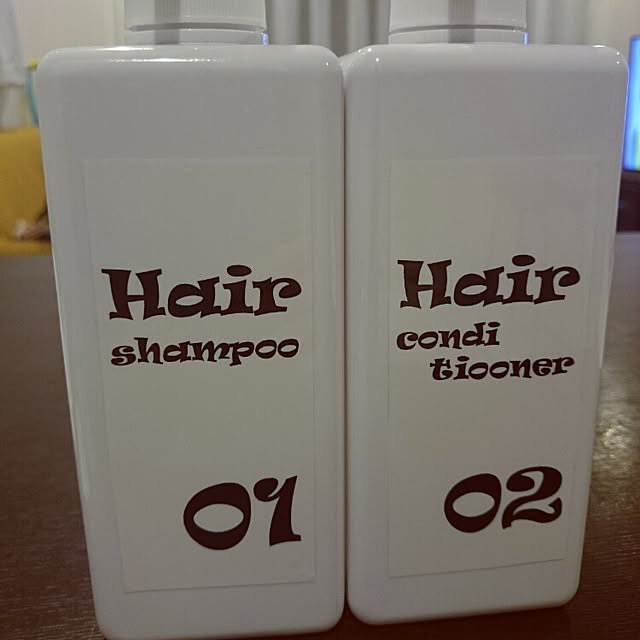 Hair
shampoo
01
Hair
condi
tiooner
02